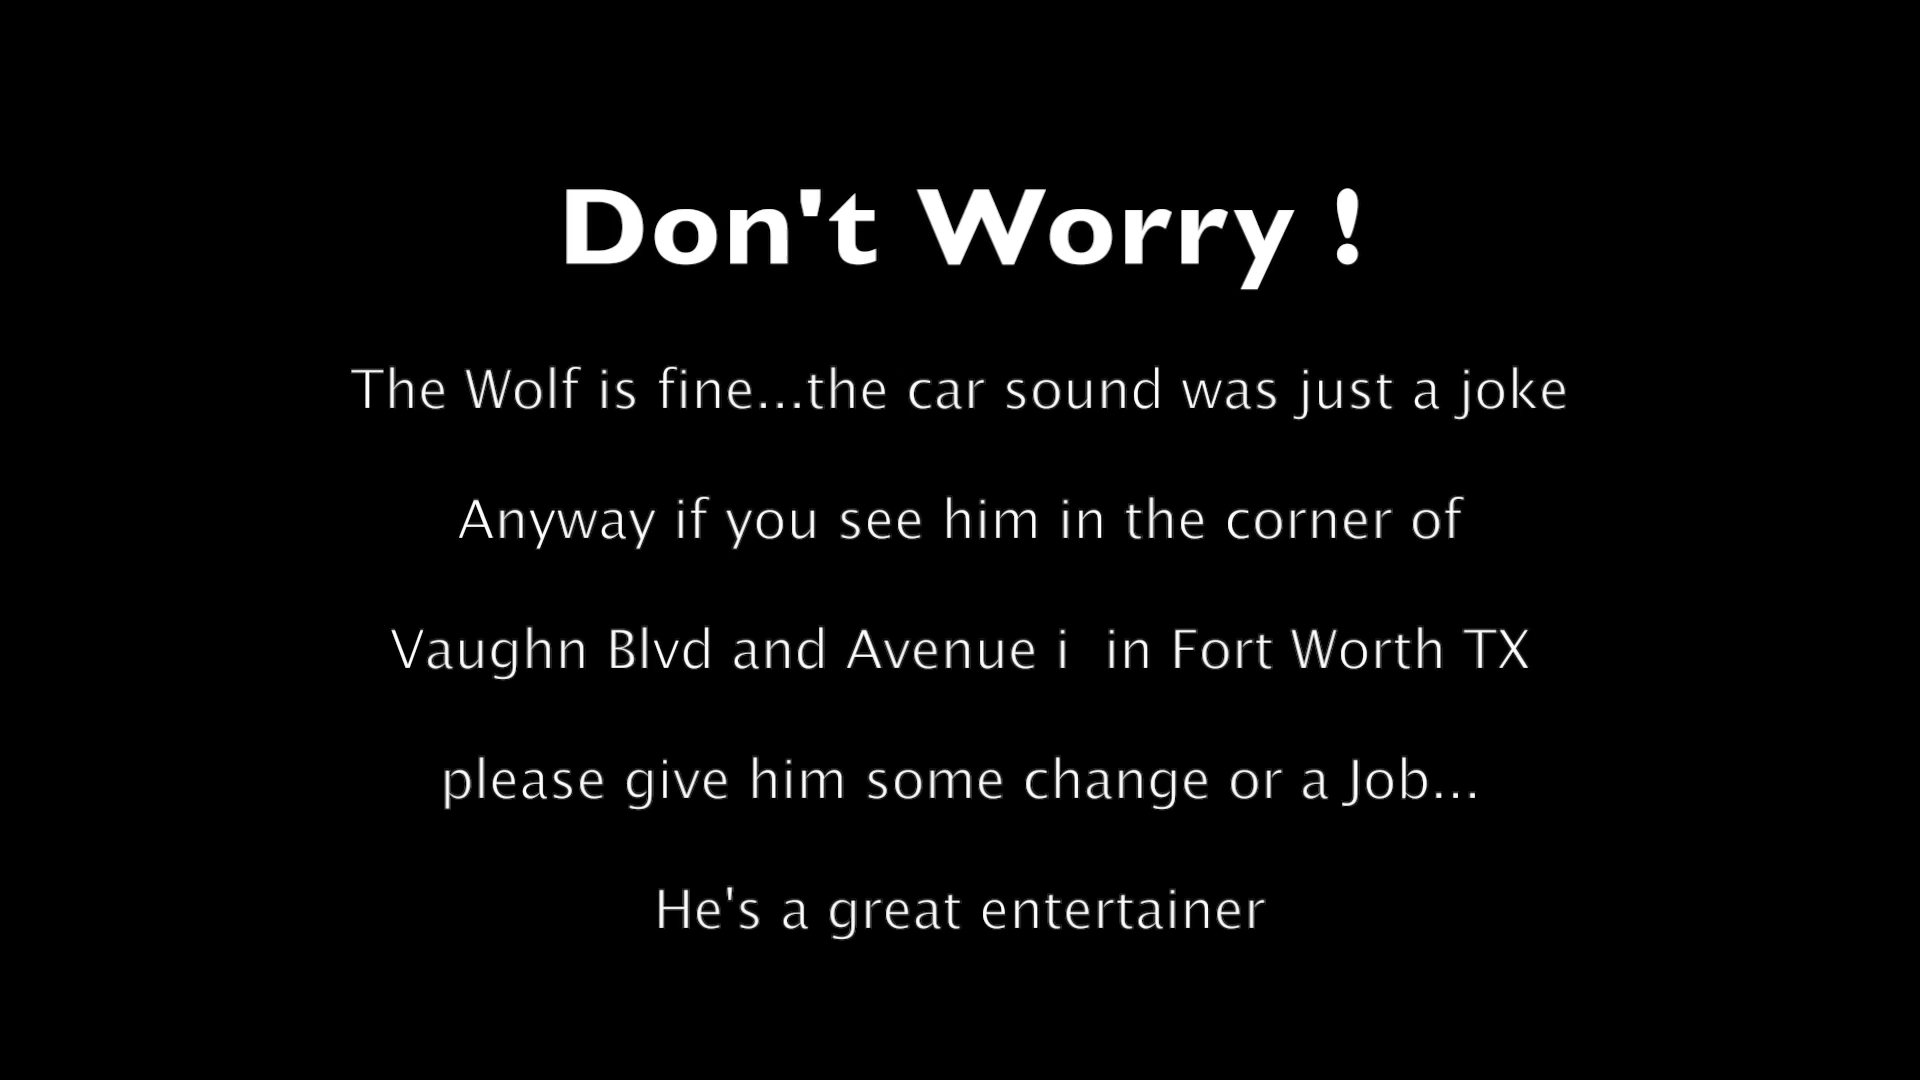 Don't Worry !
The Wolf is fine...the car sound was just a joke
Anyway if you see him in the corner of
Vaughn Blvd and Avenue i  in Fort Worth TX
please give him some change or a Job...
He's a great entertainer